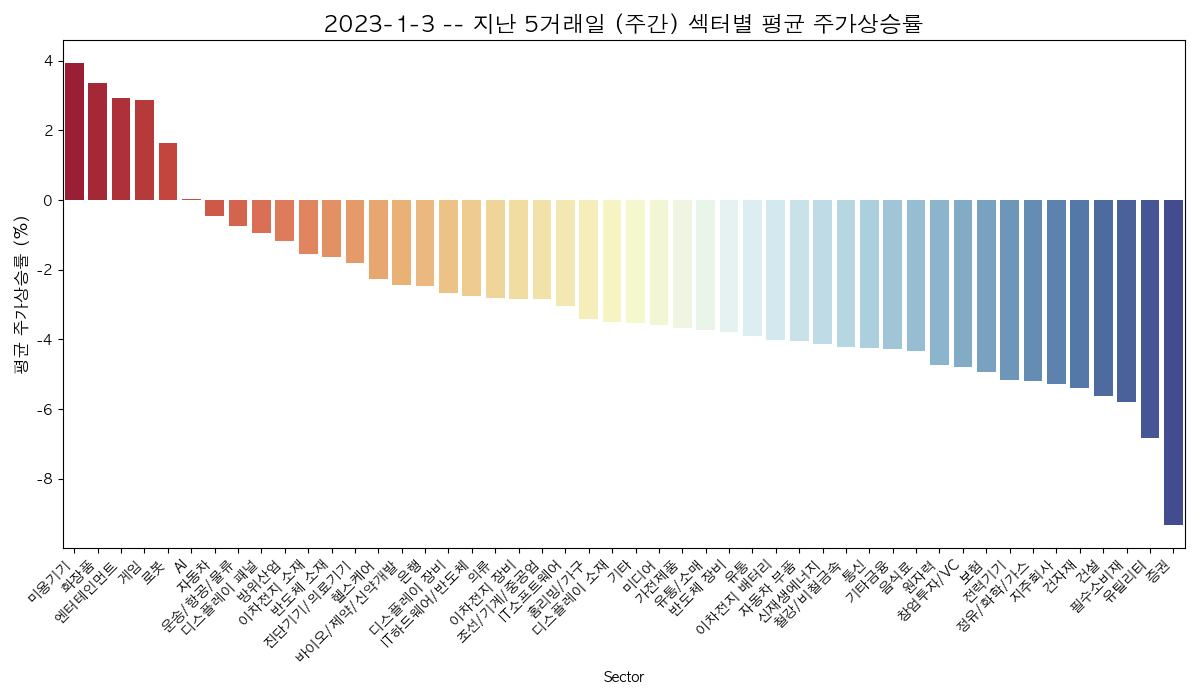 2023-1-3 -- 지난 5거래일 (주간) 섹터별 평균 주가상승률
평균 주가상승률 (%)
4
2
0
-2
-4
-6
-8
미용기기
화장품
엔터테인먼트
게임
로봇
AI
자동차
운송/항공/물류
디스플레이 패널
방위산업
이차전지 소재
반도체 소재
진단기기/의료기기
헬스케어
바이오/제약/신약개발
은행
디스플레이 장비
IT하드웨어/반도체
의류
이차전지 장비
조선/기계/중공업
IT소프트웨어
홈리빙/가구
디스플레이 소재
기타
미디어
가전제품
유통/소매
반도체 장비
유통
이차전지 배터리
자동차 부품
신재생에너지
철강/비철금속
통신
기타금융
음식료
원자력
창업투자/VC
보험
전력기기
정유/화학/가스
지주회사
건자재
건설
필수소비재
유틸리티
증권
Sector